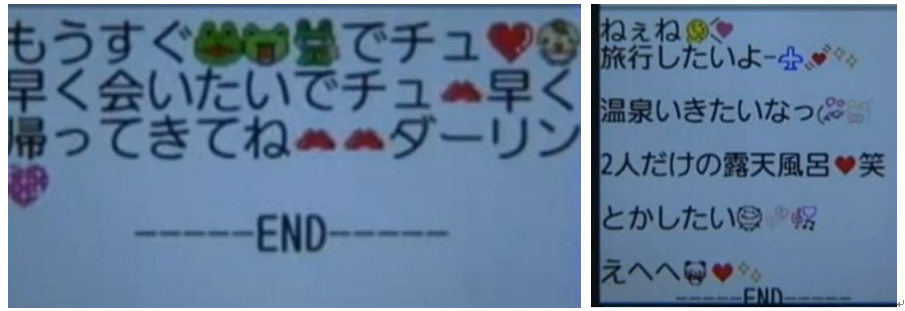 もうすぐ🐸🐸🐸でチュ❤️👶
早く会いたいでチュ💋早く
帰ってきてね💋💋ダーリン
💜
-----END-----
ねぇね
旅行したいよ-✈️💓✨
温泉いきたいなっ(
2人だけの露天風呂♥笑
とかしたい
えへへ🐼♥✨
-----END-----